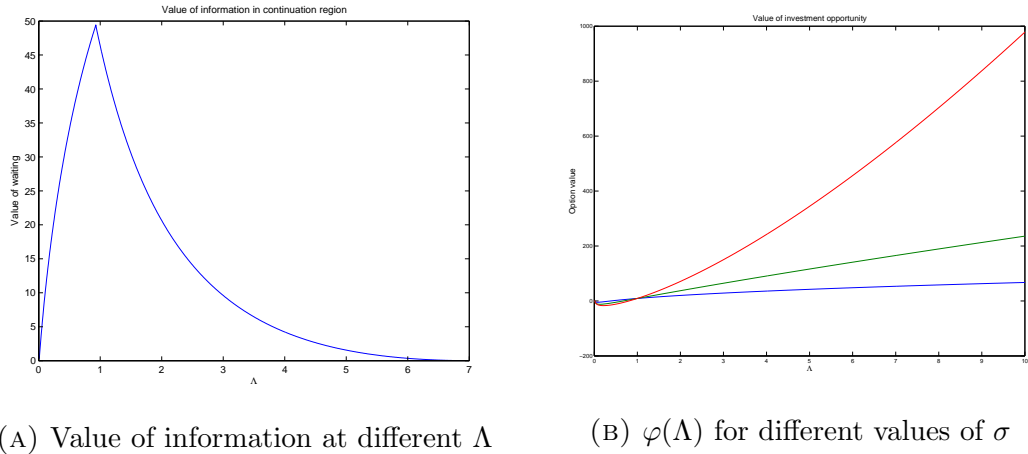 Value of information in continuation region
50
45
40
35
30
25
20
15
10
5
0
Value of waiting
0 1 2 3 4 5 6 7
Λ
(A) Value of information at different Λ
Value of investment opportunity
1000
800
600
400
200
0
−200
Option value
0 1 2 3 4 5 6 7 8 9 10
Λ
(B) φ(Λ) for different values of σ